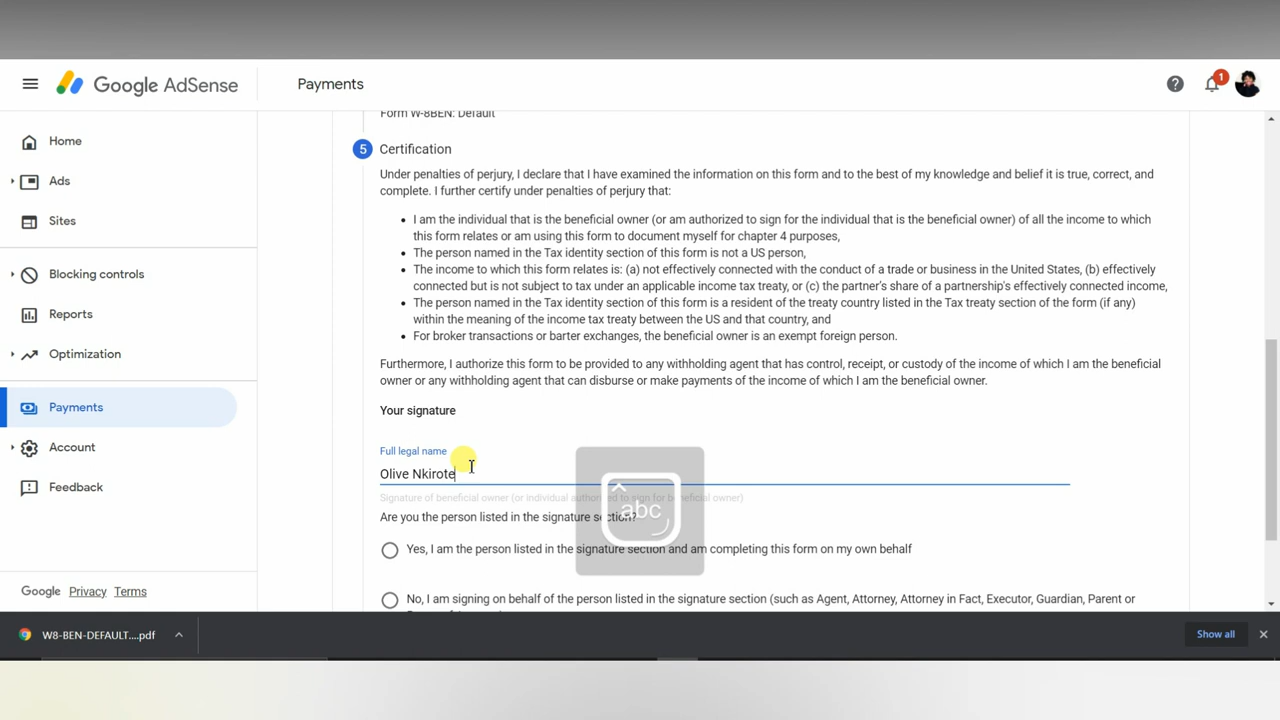 Google AdSense
Payments
1
Home
Ads
Sites
Blocking controls
Reports
Optimization
Payments
Account
Feedback
Google Privacy Terms
Form W-8BEN: Default
5 Certification
Under penalties of perjury, I declare that I have examined the information on this form and to the best of my knowledge and belief it is true, correct, and
complete. I further certify under penalties of perjury that:
• I am the individual that is the beneficial owner (or am authorized to sign for the individual that is the beneficial owner) of all the income to which
this form relates or am using this form to document myself for chapter 4 purposes,
• The person named in the Tax identity section of this form is not a US person,
• The income to which this form relates is: (a) not effectively connected with the conduct of a trade or business in the United States, (b) effectively
connected but is not subject to tax under an applicable income tax treaty, or (c) the partner's share of a partnership's effectively connected income,
• The person named in the Tax identity section of this form is a resident of the treaty country listed in the Tax treaty section of the form (if any)
within the meaning of the income tax treaty between the US and that country, and
• For broker transactions or barter exchanges, the beneficial owner is an exempt foreign person.
Furthermore, I authorize this form to be provided to any withholding agent that has control, receipt, or custody of the income of which I am the beneficial
owner or any withholding agent that can disburse or make payments of the income of which I am the beneficial owner.
Your signature
Full legal name
Olive Nkirote
Signature of beneficial owner (or individual authorised to sign for beneficial owner)
Are you the person listed in the signature section?
abc
Yes, I am the person listed in the signature section and am completing this form on my own behalf
No, I am signing on behalf of the person listed in the signature section (such as Agent, Attorney, Attorney in Fact, Executor, Guardian, Parent or
W8-BEN-DEFAULT....pdf
Show all